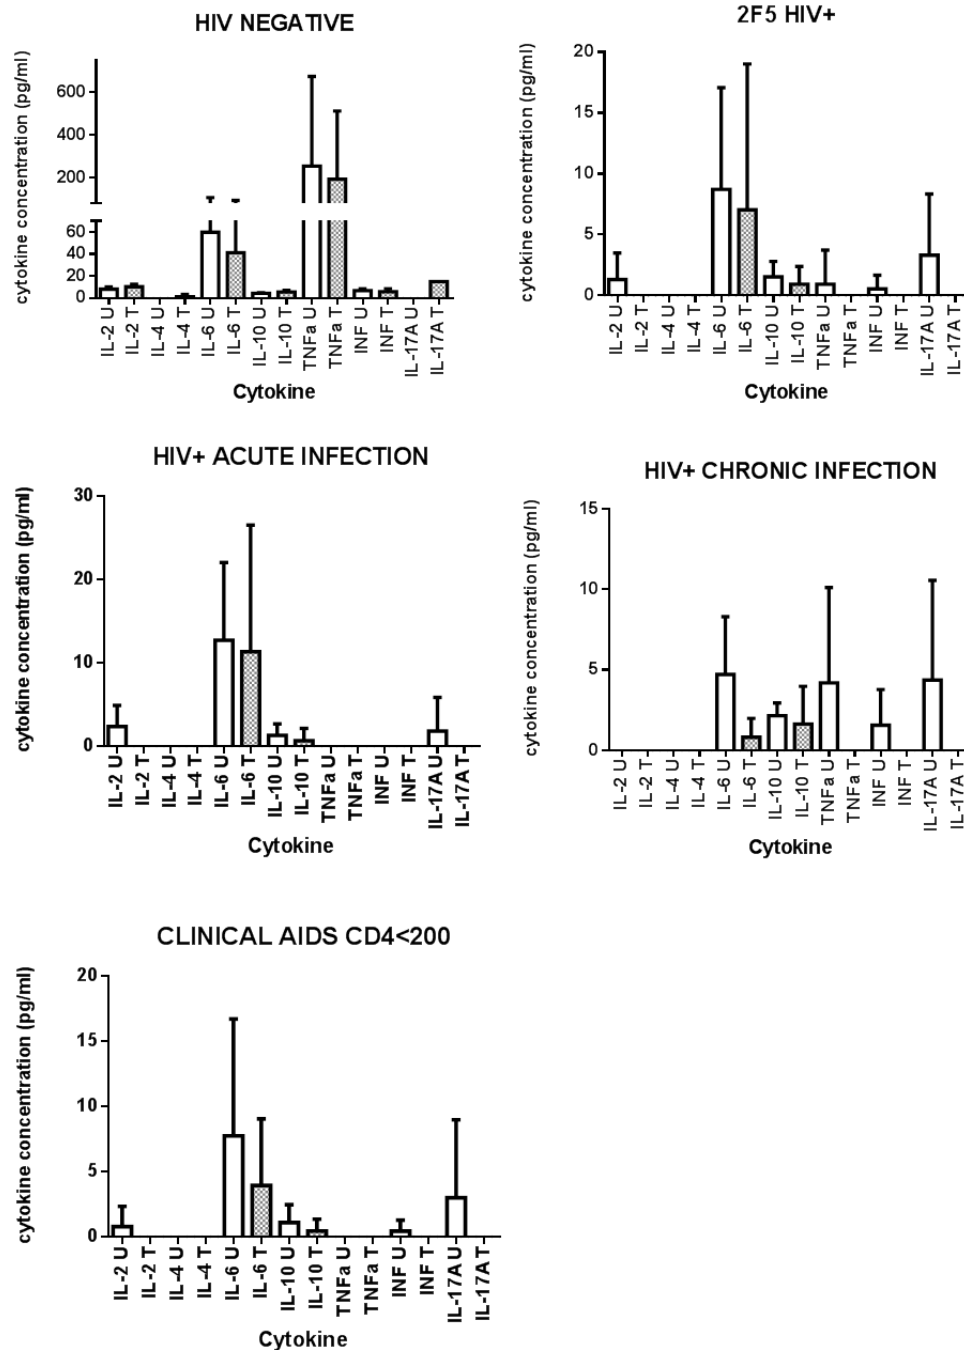 HIV NEGATIVE
cytokine concentration (pg/ml)
600
400
200
60
40
20
0
IL-2 U
IL-2 T
IL-4 U
IL-4 T
IL-6 U
IL-6 T
IL-10 U
IL-10 T
TNFa U
TNFa T
INF U
INF T
IL-17A U
IL-17A T
Cytokine
2F5 HIV+
cytokine concentration (pg/ml)
20
15
10
5
0
IL-2 U
IL-2 T
IL-4 U
IL-4 T
IL-6 U
IL-6 T
IL-10 U
IL-10 T
TNFa U
TNFa T
INF U
INF T
IL-17A U
IL-17A T
Cytokine
HIV+ ACUTE INFECTION
cytokine concentration (pg/ml)
30
20
10
0
IL-2 U
IL-2 T
IL-4 U
IL-4 T
IL-6 U
IL-6 T
IL-10 U
IL-10 T
TNFa U
TNFa T
INF U
INF T
IL-17A U
IL-17A T
Cytokine
HIV+ CHRONIC INFECTION
cytokine concentration (pg/ml)
15
10
5
0
IL-2 U
IL-2 T
IL-4 U
IL-4 T
IL-6 U
IL-6 T
IL-10 U
IL-10 T
TNFa U
TNFa T
INF U
INF T
IL-17A U
IL-17A T
Cytokine
CLINICAL AIDS CD4<200
cytokine concentration (pg/ml)
20
15
10
5
0
IL-2 U
IL-2 T
IL-4 U
IL-4 T
IL-6 U
IL-6 T
IL-10 U
IL-10 T
TNFa U
TNFa T
INF U
INF T
IL-17A U
IL-17A T
Cytokine